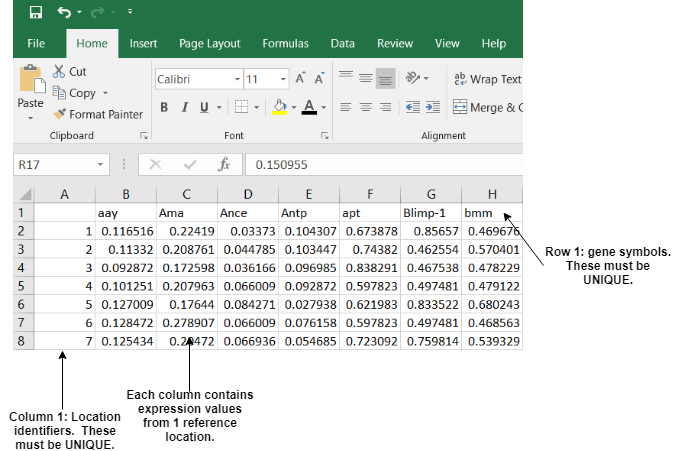 File Home Insert Page Layout Formulas Data Review View Help
Cut
Copy
Paste
Format Painter
Calibri 11 A A
B I U A
ab Wrap Text
Merge & C
Clipboard Font Alignment
R17 fx 0.150955
A B C D E F G H
1 aay Ama Ance Antp apt Blimp-1 bmm
2 1 0.116516 0.22419 0.03373 0.104307 0.673878 0.85657 0.469676
3 2 0.11332 0.208761 0.044785 0.103447 0.74382 0.462554 0.570401
4 3 0.092872 0.172598 0.036166 0.096985 0.838291 0.467538 0.478229
5 4 0.101251 0.207963 0.066009 0.092872 0.597823 0.497481 0.479122
6 5 0.127009 0.17644 0.084271 0.027938 0.621983 0.833522 0.680243
7 6 0.128472 0.278907 0.066009 0.076158 0.597823 0.497481 0.468563
8 7 0.125434 0.066936 0.054685 0.723092 0.759814 0.539329
Row 1: gene symbols.
These must be
UNIQUE.
Column 1: Location
identifiers. These
must be UNIQUE.
Each column contains
expression values
from 1 reference
location.